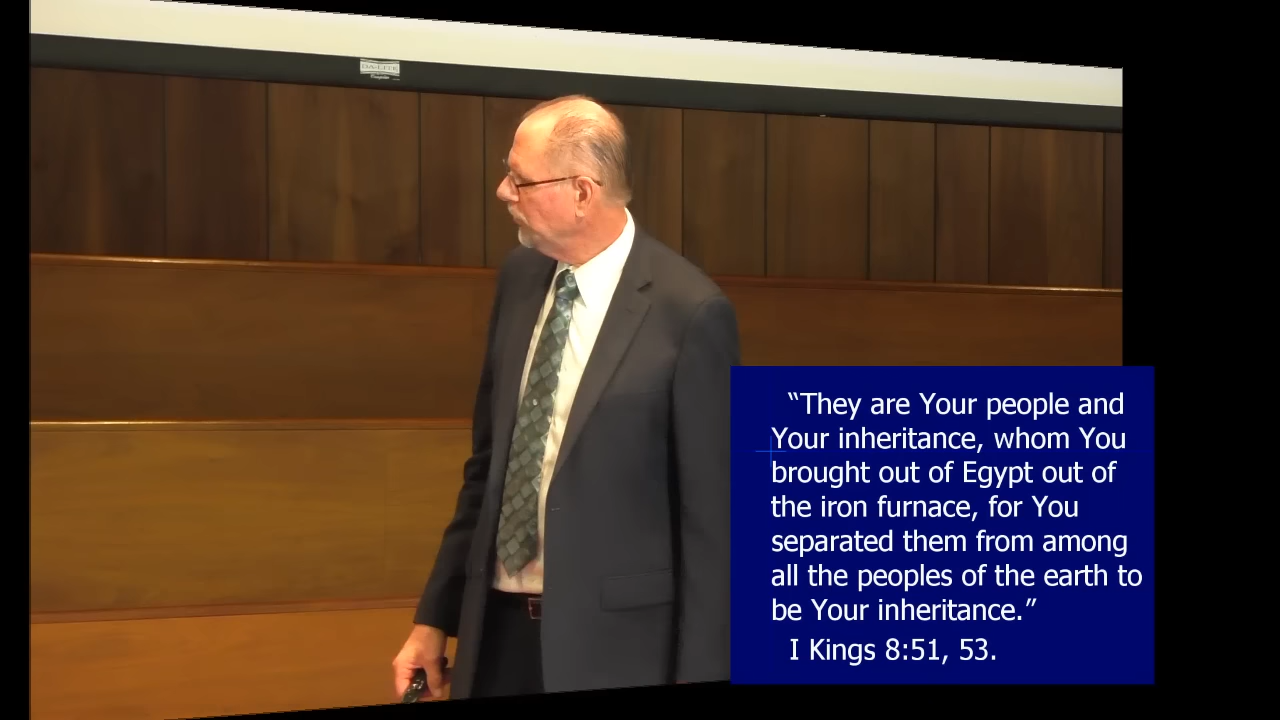 DA-LITE
“They are Your people and
Your inheritance, whom You
brought out of Egypt out of
the iron furnace, for You
separated them from among
all the peoples of the earth to
be Your inheritance.”
I Kings 8:51, 53.